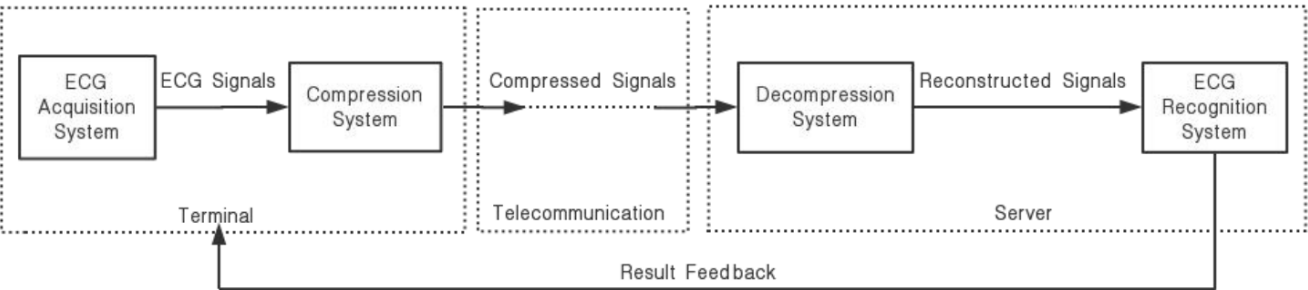 ECG
Acquisition
System
ECG Signals
Compression
System
Compressed Signals
Decompression
System
Reconstructed Signals
ECG
Recognition
System
Terminal
Telecommunication
Server
Result Feedback